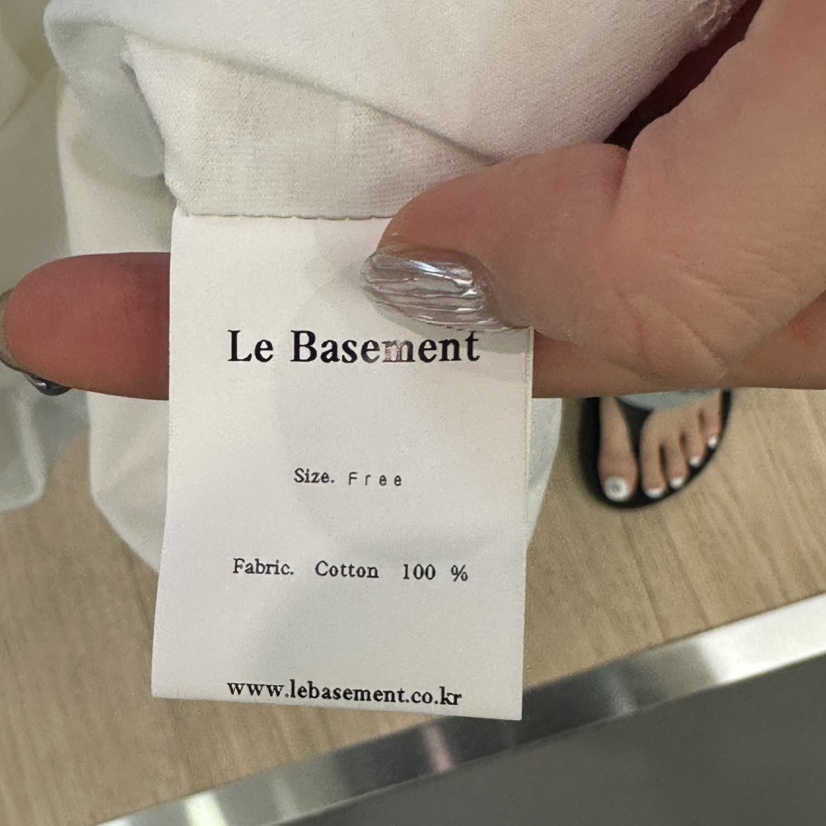 Le Basement
Size. Free
Fabric. Cotton 100 %
www.lebasement.co.kr